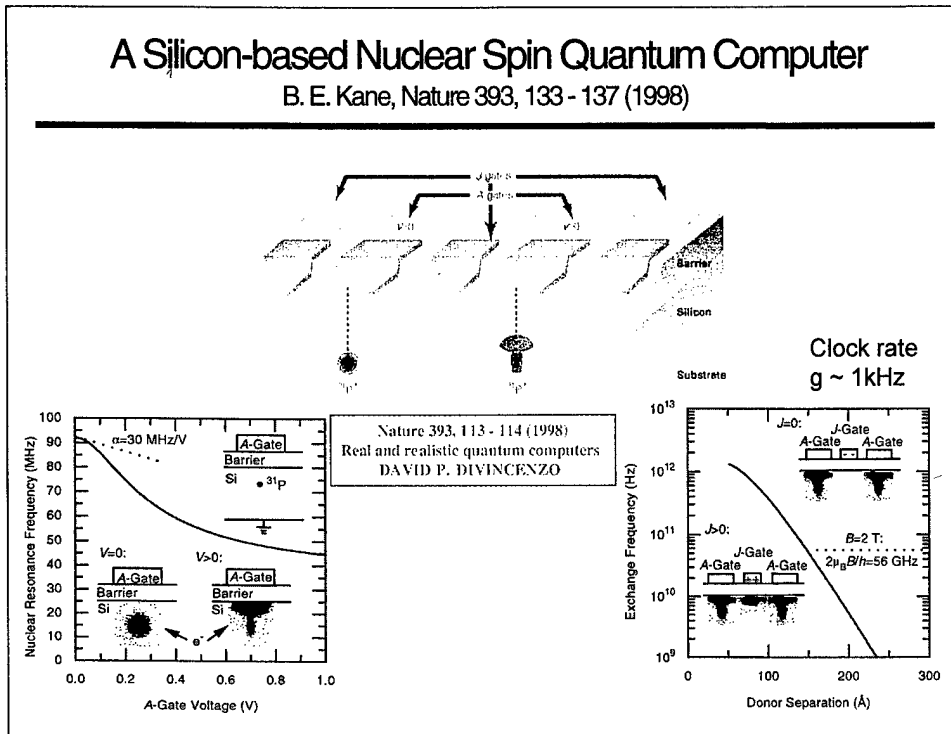 A Silicon-based Nuclear Spin Quantum Computer
B. E. Kane, Nature 393, 133 - 137 (1998)
J gates
A gates
Barrier
Silicon
Substrate
Clock rate
g ~ 1kHz
Nature 393, 113 - 114 (1998)
Real and realistic quantum computers
DAVID P. DIVINCENZO
Nuclear Resonance Frequency (MHz)
100
90
80
70
60
50
40
30
20
10
0
α=30 MHz/V
A-Gate
Barrier
Si
³¹P
V=0:
A-Gate
Barrier
Si
V>0:
A-Gate
Barrier
Si
e⁻
0.0 0.2 0.4 0.6 0.8 1.0
A-Gate Voltage (V)
Exchange Frequency (Hz)
10¹³
10¹²
10¹¹
10¹⁰
10⁹
J=0:
J-Gate
A-Gate A-Gate
J>0:
J-Gate
A-Gate A-Gate
++
B=2 T:
2μ_BB/h=56 GHz
0 100 200 300
Donor Separation (Å)